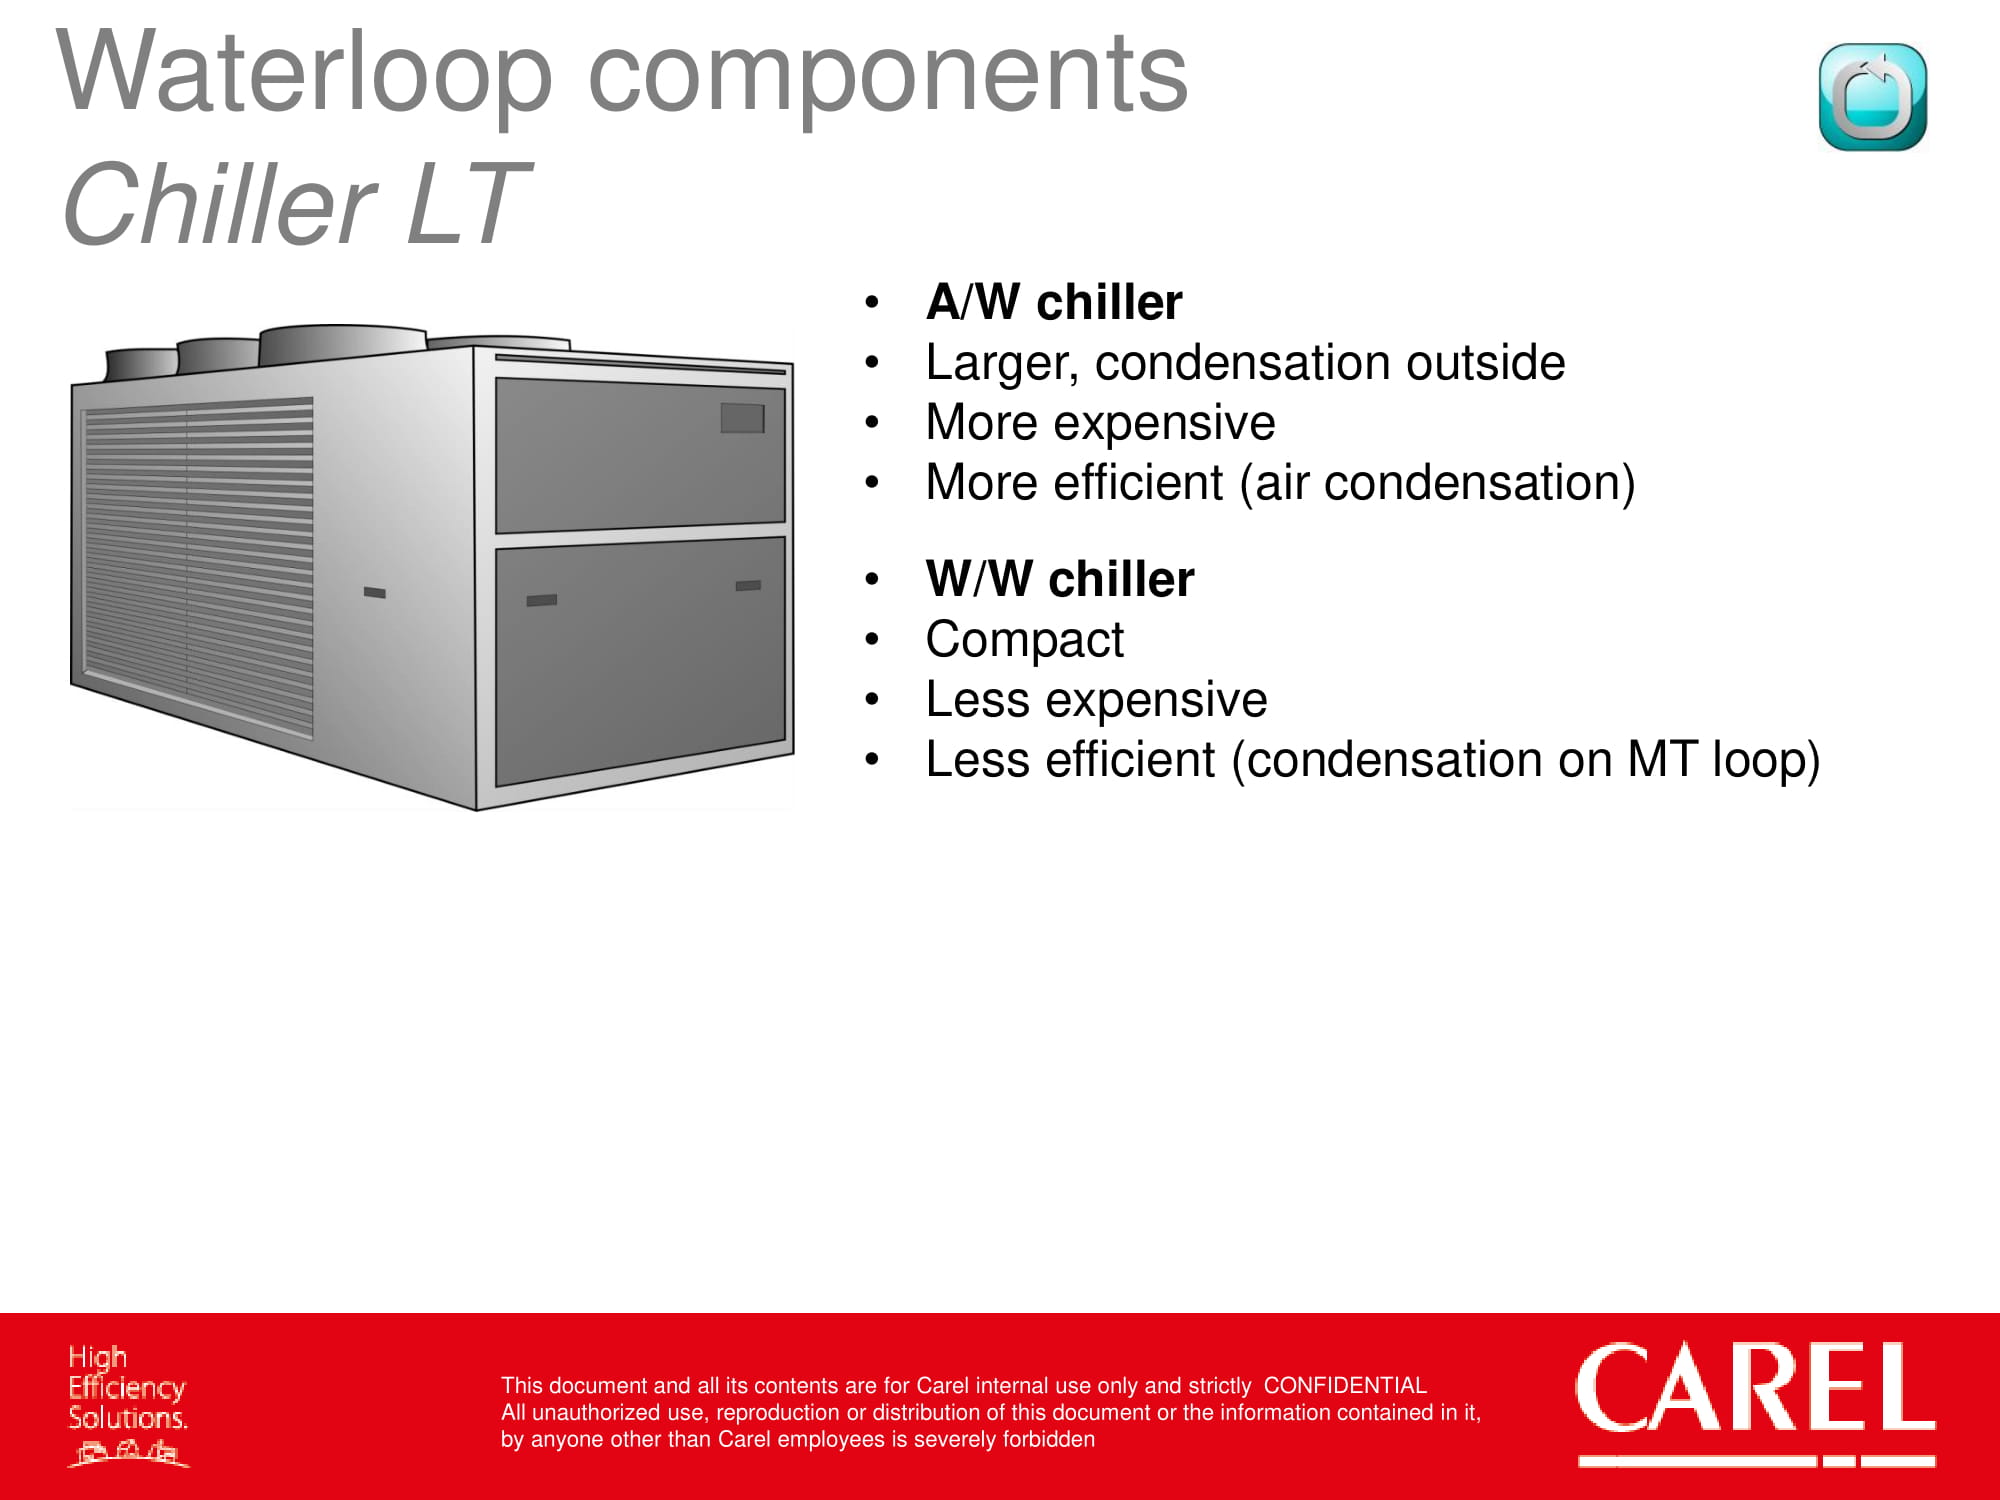 Waterloop components
Chiller LT
• A/W chiller
• Larger, condensation outside
• More expensive
• More efficient (air condensation)
• W/W chiller
• Compact
• Less expensive
• Less efficient (condensation on MT loop)
High
Efficiency
Solutions.
This document and all its contents are for Carel internal use only and strictly  CONFIDENTIAL
All unauthorized use, reproduction or distribution of this document or the information contained in it,
by anyone other than Carel employees is severely forbidden
CAREL